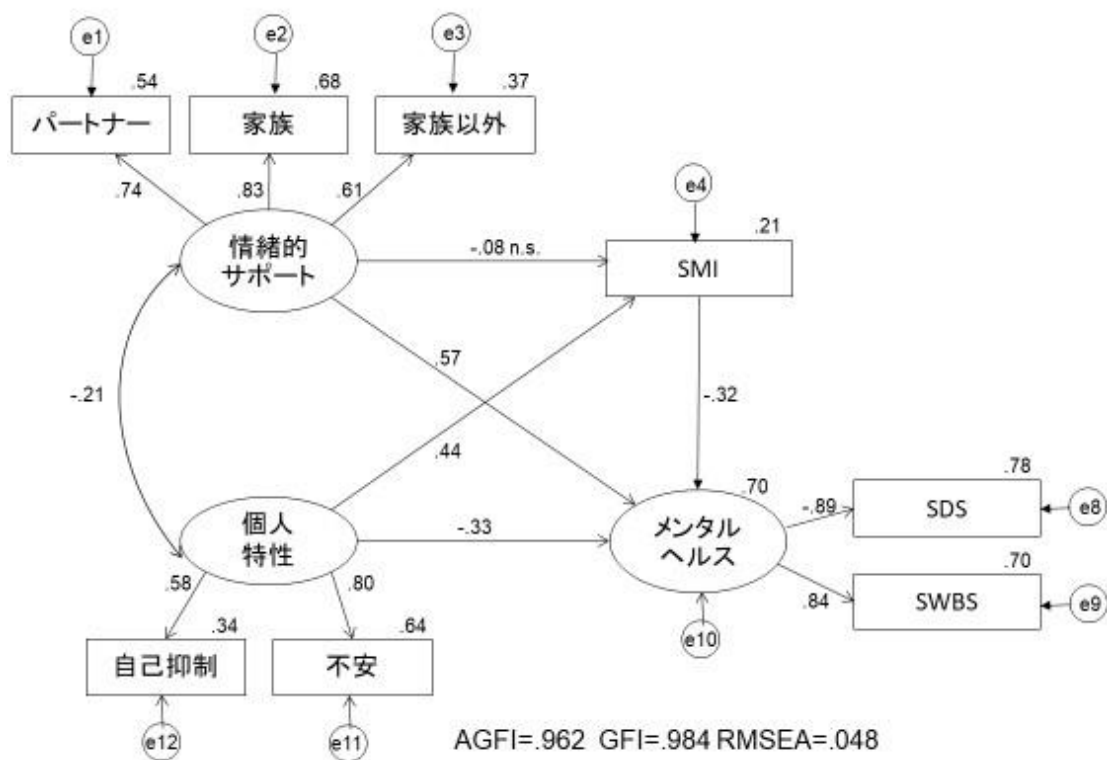 e1
e2
e3
.54
.68
.37
パートナー
家族
家族以外
.74
.83
.61
e4
.21
情緒的
サポート
-.08 n.s.
SMI
.57
-.21
-.32
.44
.70
.78
個人
特性
-.33
メンタル
ヘルス
-.89
SDS
e8
.58
.80
.84
.70
SWBS
e9
.34
.64
e10
自己抑制
不安
e12
e11
AGFI=.962 GFI=.984 RMSEA=.048